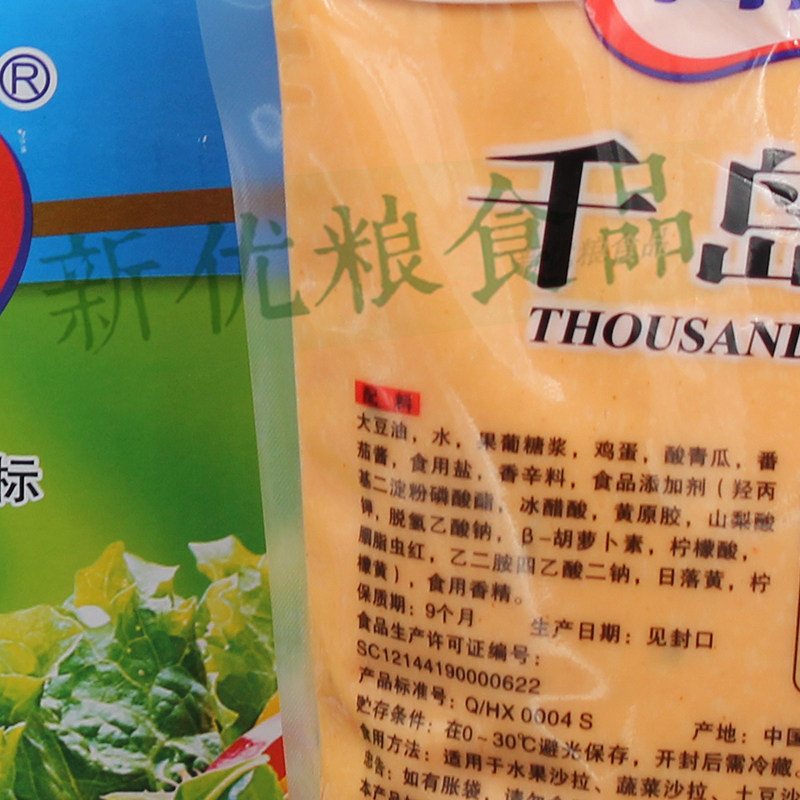 ®
千岛
新优粮食品
THOUSAND
标
配 料
大豆油，水，果葡糖浆，鸡蛋，酸青瓜，番
茄酱，食用盐，香辛料，食品添加剂（羟丙
基二淀粉磷酸酯，冰醋酸，黄原胶，山梨酸
钾，脱氢乙酸钠，β-胡萝卜素，柠檬酸，
胭脂虫红，乙二胺四乙酸二钠，日落黄，柠
檬黄），食用香精。
保质期：9个月 生产日期：见封口
食品生产许可证编号：
SC12144190000622
产品标准号：Q/HX 0004 S
产地：中国
贮存条件：在0-30℃避光保存，开封后需冷藏。
食用方法：适用于水果沙拉、蔬菜沙拉、土豆沙
忠告：如有胀袋，请勿食